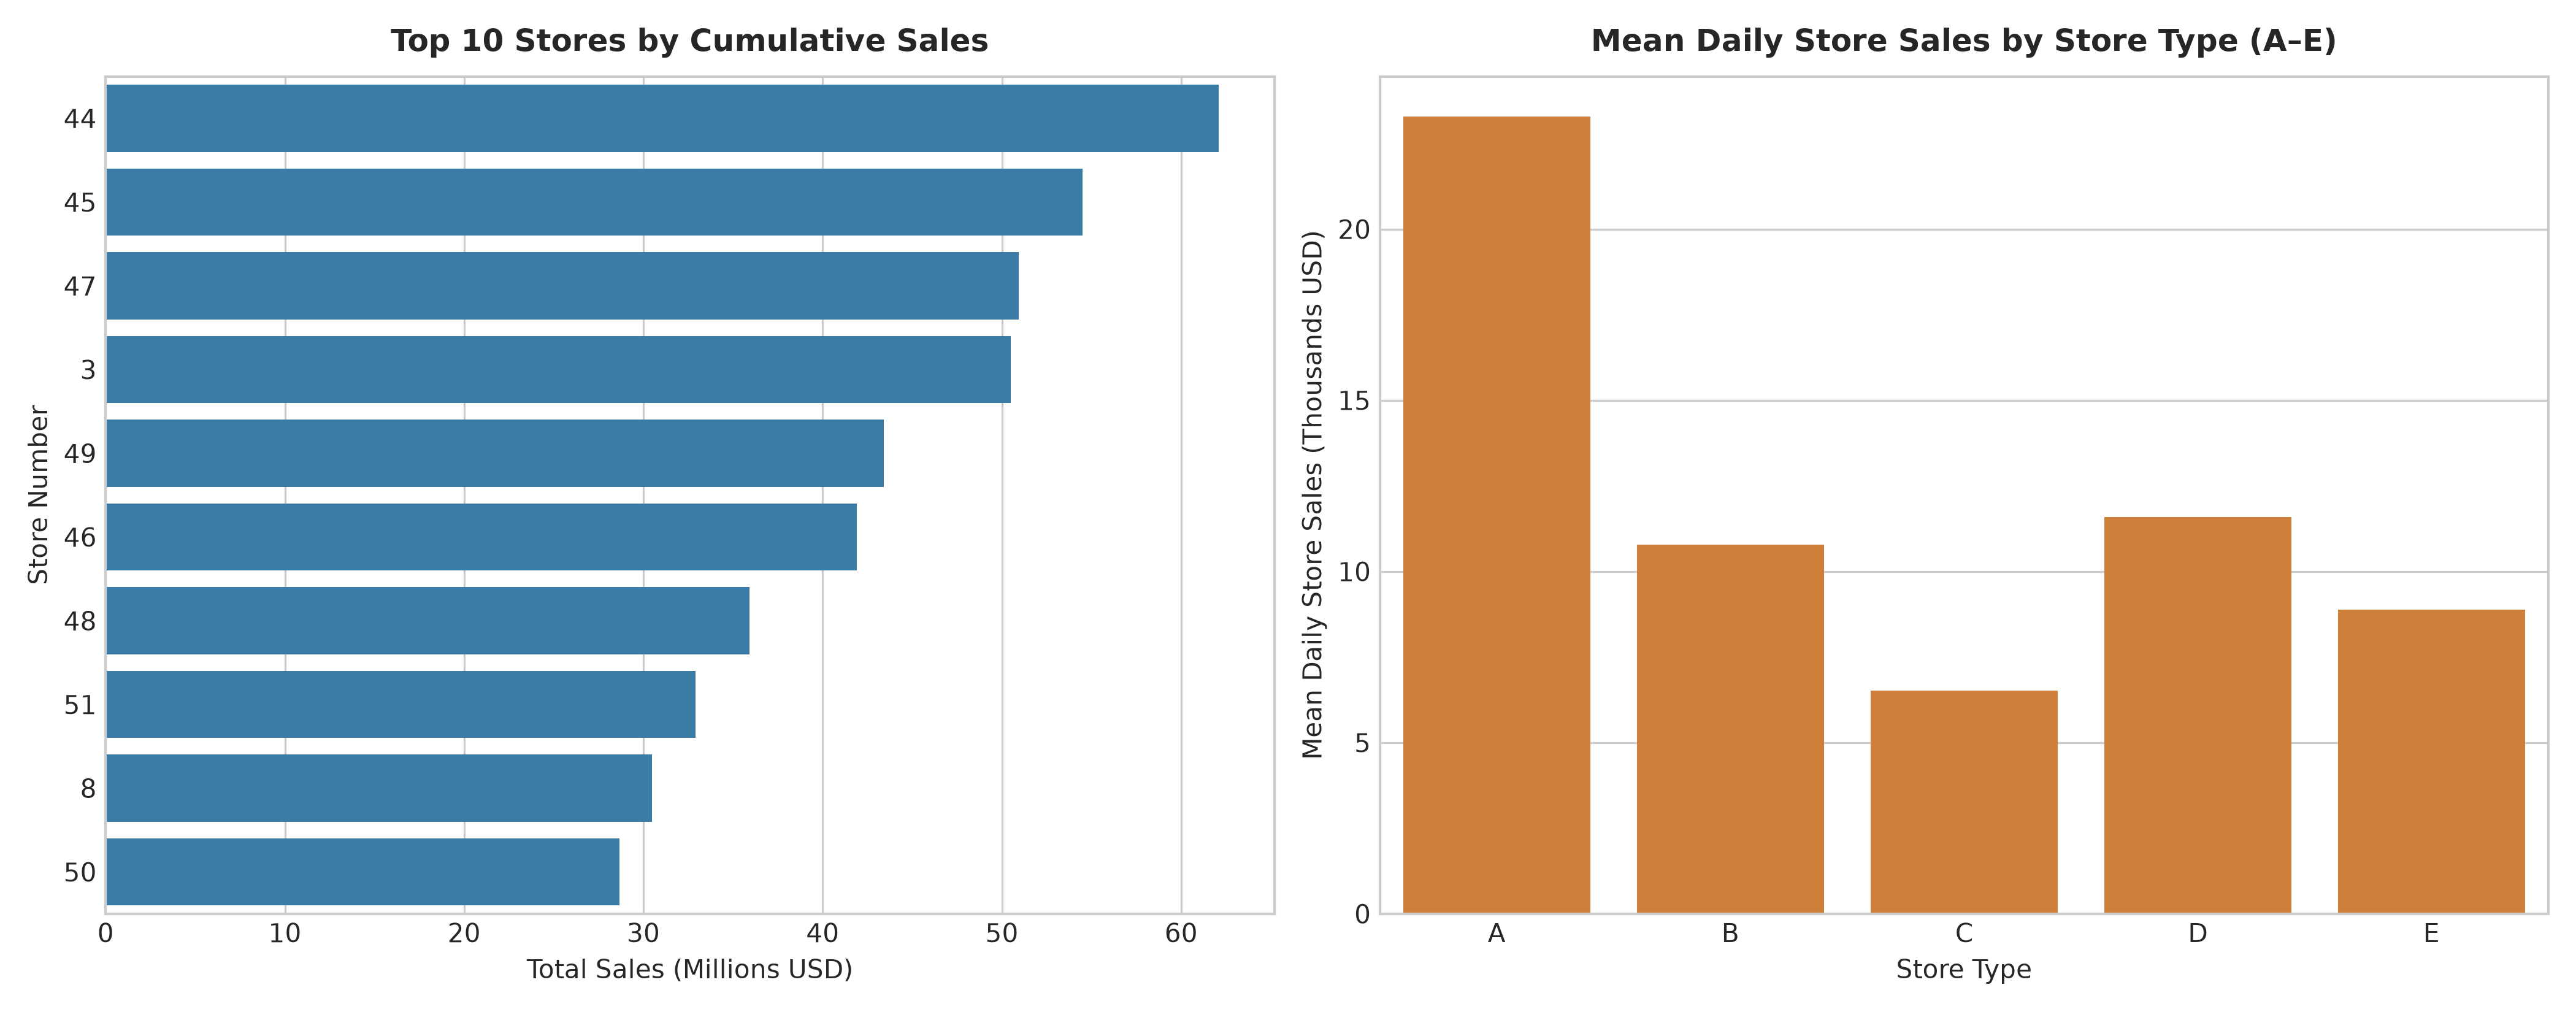 Top 10 Stores by Cumulative Sales
Store Number
44
45
47
3
49
46
48
51
8
50
0 10 20 30 40 50 60
Total Sales (Millions USD)
Mean Daily Store Sales by Store Type (A–E)
Mean Daily Store Sales (Thousands USD)
20
15
10
5
0
A B C D E
Store Type